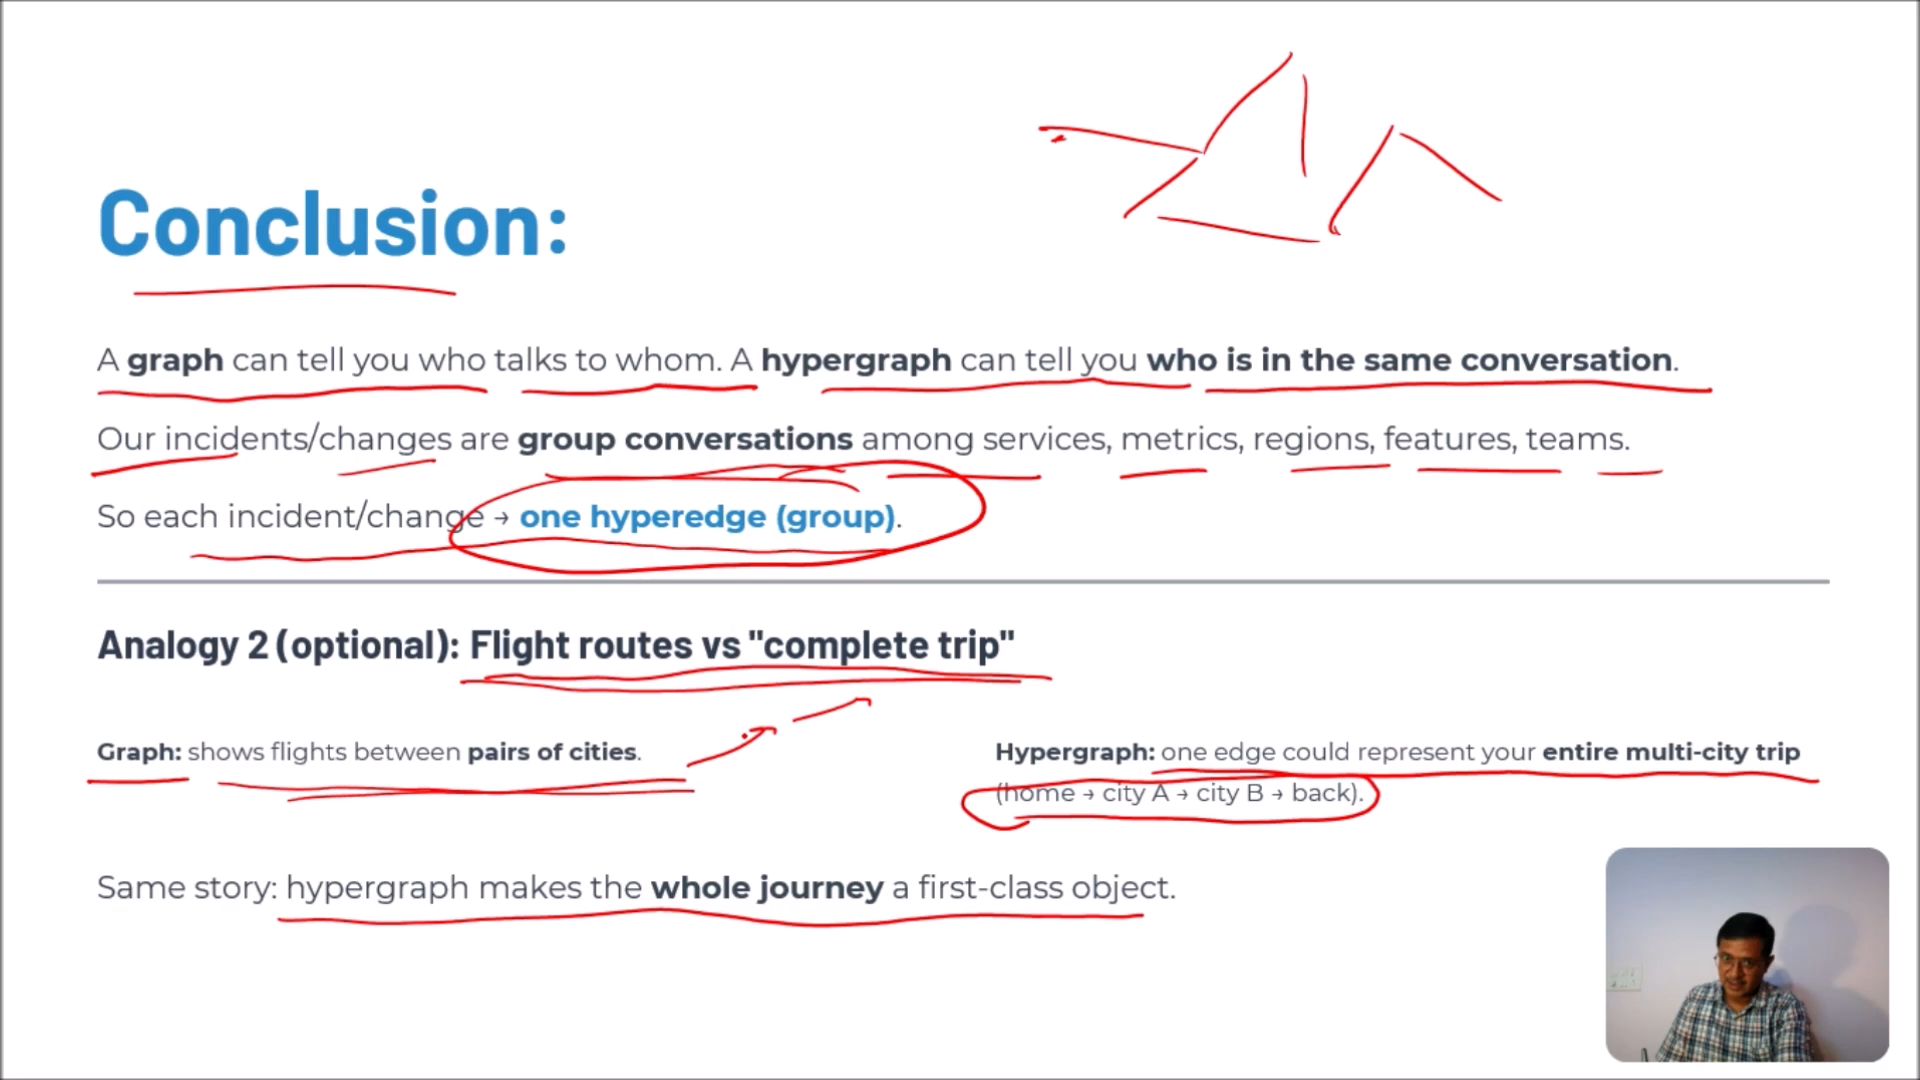 Conclusion:
A graph can tell you who talks to whom. A hypergraph can tell you who is in the same conversation.
Our incidents/changes are group conversations among services, metrics, regions, features, teams.
So each incident/change → one hyperedge (group).
Analogy 2 (optional): Flight routes vs "complete trip"
Graph: shows flights between pairs of cities.
Hypergraph: one edge could represent your entire multi-city trip
(home → city A → city B → back).
Same story: hypergraph makes the whole journey a first-class object.